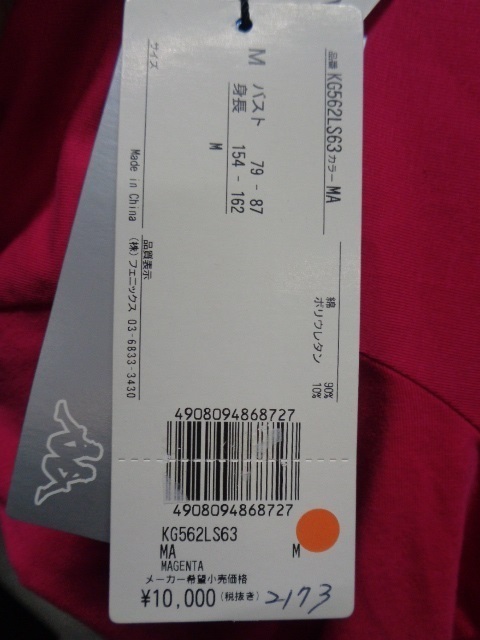 品番 KG562LS63 カラー MA
サイズ
M バスト 79 - 87
身長 154 - 162
M
Made in China
綿 90%
ポリウレタン 10%
品質表示
(株)フェニックス 03-6833-3430
4908094868727
4908094868727
KG562LS63
MA M
MAGENTA
メーカー希望小売価格
¥10,000 (税抜き) 2173